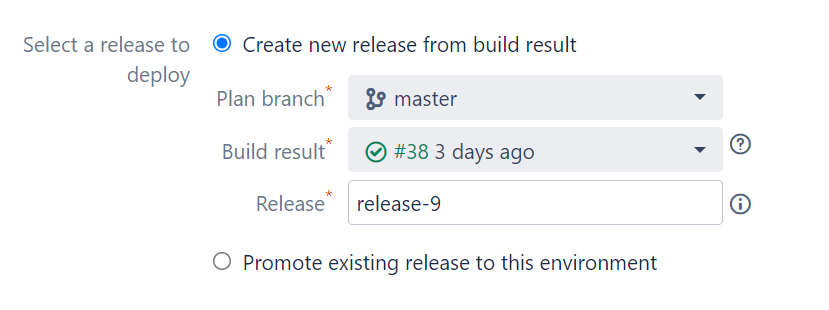 Select a release to
deploy
Create new release from build result
Plan branch* master
Build result* #38 3 days ago
Release* release-9
Promote existing release to this environment